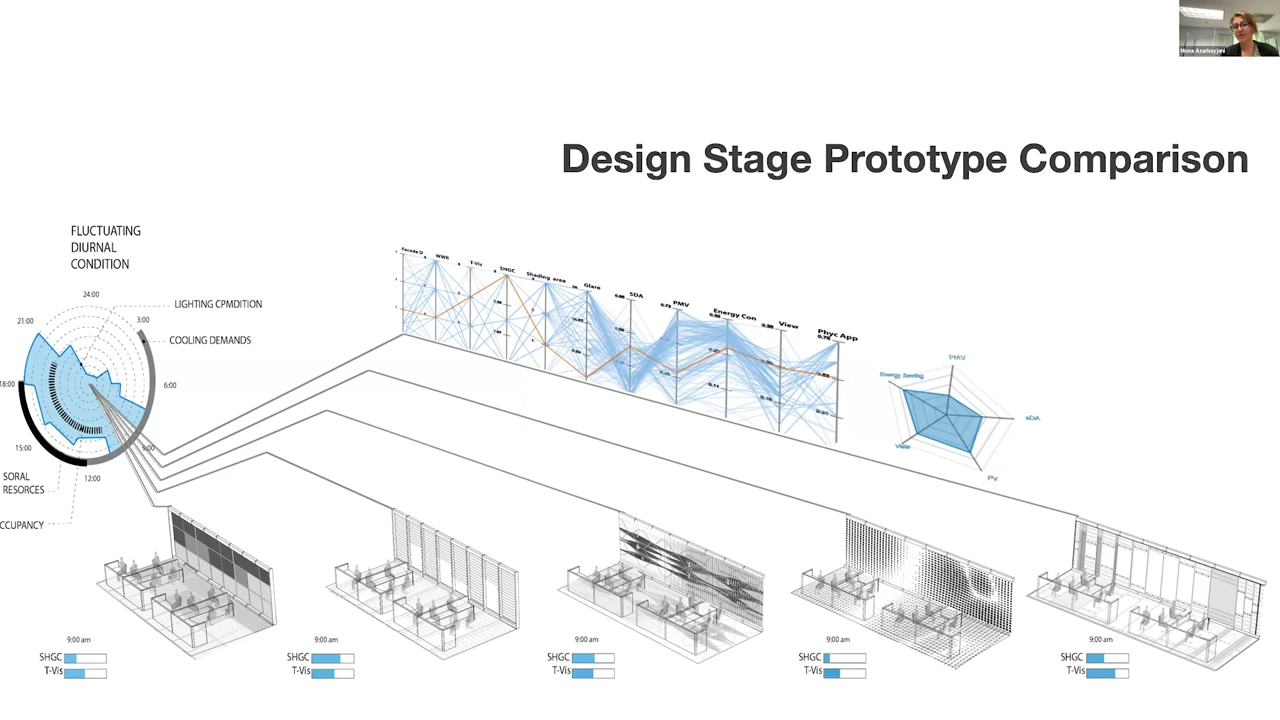 Mona Azarbayjani
Design Stage Prototype Comparison
FLUCTUATING
DIURNAL
CONDITION
24:00
LIGHTING CPMDITION
21:00
3:00
COOLING DEMANDS
18:00
6:00
15:00
9:00
12:00
SORAL
RESORCES
CCUPANCY
Facade D
WWR
T-Vis
SHGC
Shading area
Glare
SDA
PMV
Energy Con
View
Phyc App
PMV
Energy Saving
sDA
View
PV
9:00 am
SHGC
T-Vis
9:00 am
SHGC
T-Vis
9:00 am
SHGC
T-Vis
9:00 am
SHGC
T-Vis
9:00 am
SHGC
T-Vis